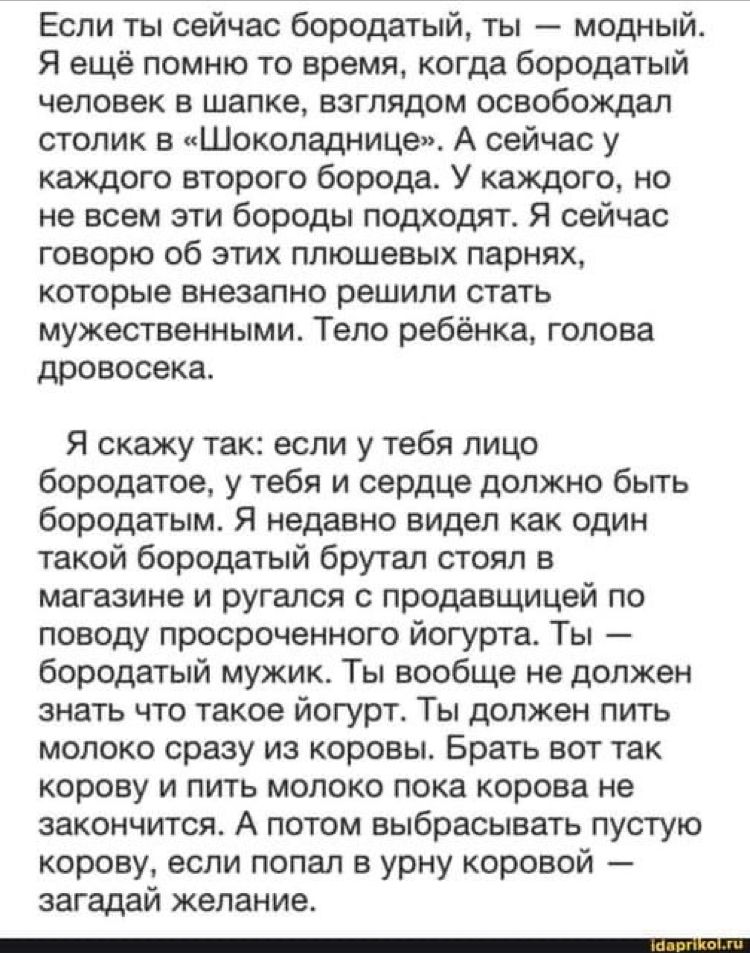 Если ты сейчас бородатый, ты — модный.
Я ещё помню то время, когда бородатый
человек в шапке, взглядом освобождал
столик в «Шоколаднице». А сейчас у
каждого второго борода. У каждого, но
не всем эти бороды подходят. Я сейчас
говорю об этих плюшевых парнях,
которые внезапно решили стать
мужественными. Тело ребёнка, голова
дровосека.
Я скажу так: если у тебя лицо
бородатое, у тебя и сердце должно быть
бородатым. Я недавно видел как один
такой бородатый брутал стоял в
магазине и ругался с продавщицей по
поводу просроченного йогурта. Ты —
бородатый мужик. Ты вообще не должен
знать что такое йогурт. Ты должен пить
молоко сразу из коровы. Брать вот так
корову и пить молоко пока корова не
закончится. А потом выбрасывать пустую
корову, если попал в урну коровой —
загадай желание.
idaprikol.ru